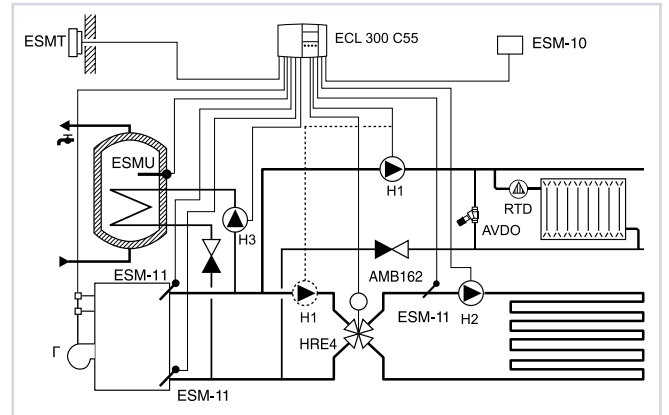 ESMT
ECL 300 C55
ESM-10
ESMU
H1
RTD
AVDO
H3
AMB162
ESM-11
H1
ESM-11
H2
HRE4
Г
ESM-11